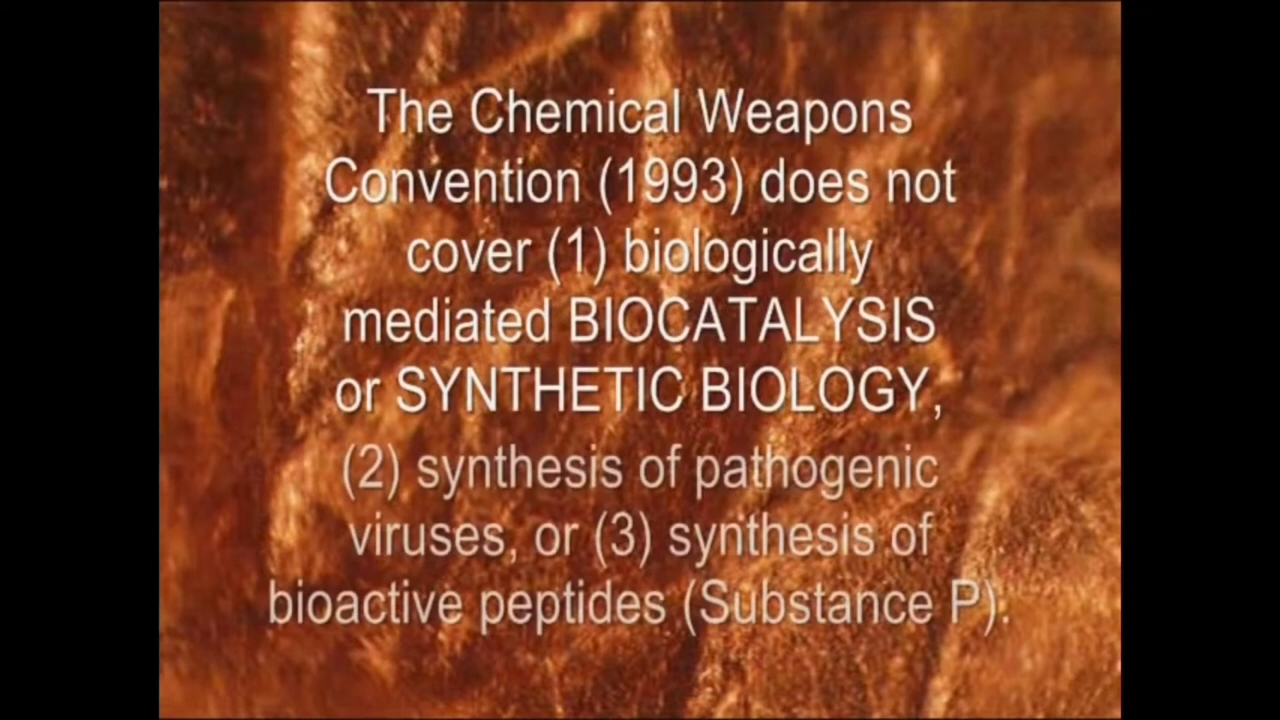 The Chemical Weapons
Convention (1993) does not
cover (1) biologically
mediated BIOCATALYSIS
or SYNTHETIC BIOLOGY,
(2) synthesis of pathogenic
viruses, or (3) synthesis of
bioactive peptides (Substance P).